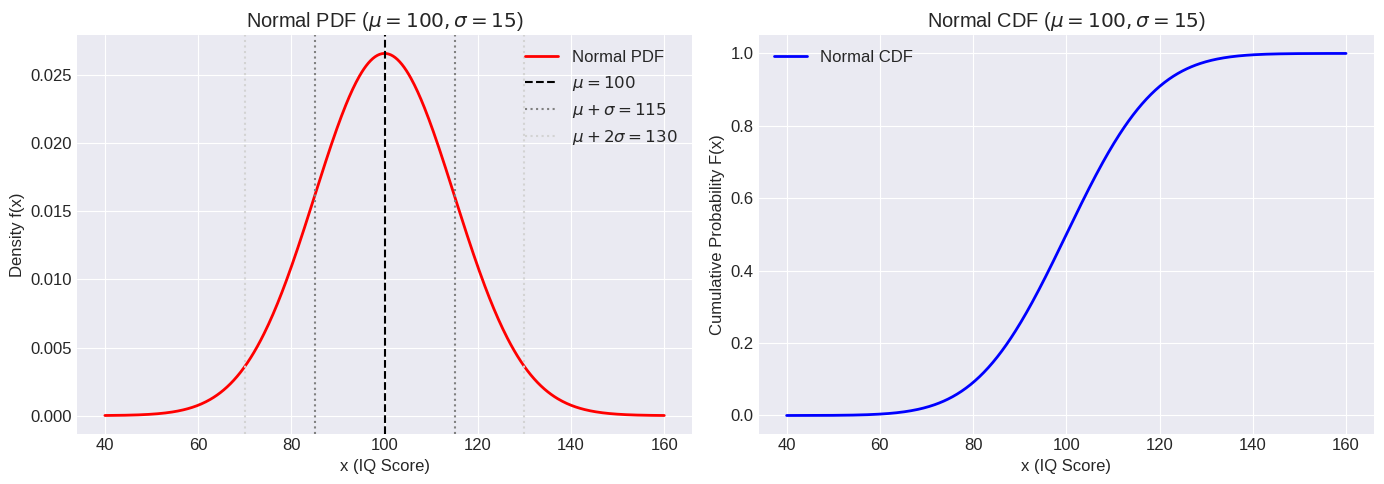 Normal PDF (μ = 100, σ = 15)
Density f(x)
0.025
0.020
0.015
0.010
0.005
0.000
Normal PDF
μ = 100
μ + σ = 115
μ + 2σ = 130
40 60 80 100 120 140 160
x (IQ Score)
Normal CDF (μ = 100, σ = 15)
Cumulative Probability F(x)
1.0
0.8
0.6
0.4
0.2
0.0
Normal CDF
40 60 80 100 120 140 160
x (IQ Score)